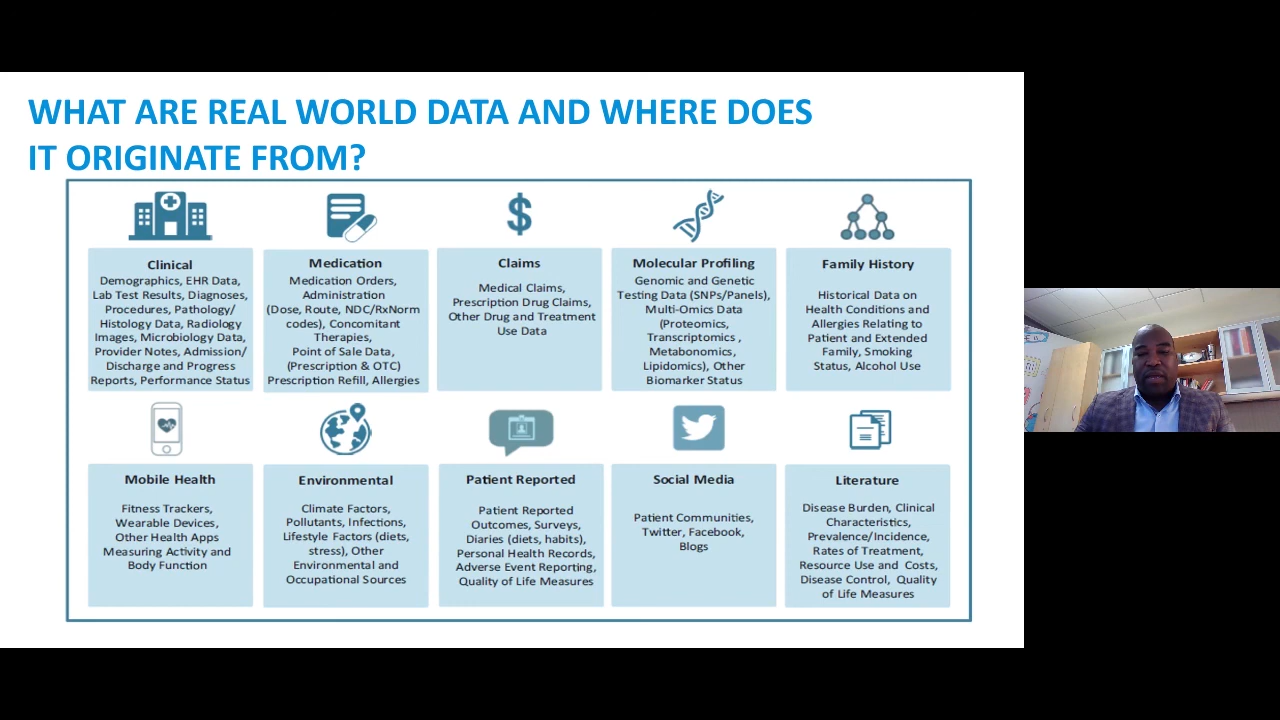 WHAT ARE REAL WORLD DATA AND WHERE DOES
IT ORIGINATE FROM?
Clinical
Demographics, EHR Data,
Lab Test Results, Diagnoses,
Procedures, Pathology/
Histology Data, Radiology
Images, Microbiology Data,
Provider Notes, Admission/
Discharge and Progress
Reports, Performance Status
Medication
Medication Orders,
Administration
(Dose, Route, NDC/RxNorm
codes), Concomitant
Therapies,
Point of Sale Data,
(Prescription & OTC)
Prescription Refill, Allergies
$
Claims
Medical Claims,
Prescription Drug Claims,
Other Drug and Treatment
Use Data
Molecular Profiling
Genomic and Genetic
Testing Data (SNPs/Panels),
Multi-Omics Data
(Proteomics,
Transcriptomics ,
Metabonomics,
Lipidomics), Other
Biomarker Status
Family History
Historical Data on
Health Conditions and
Allergies Relating to
Patient and Extended
Family, Smoking
Status, Alcohol Use
Mobile Health
Fitness Trackers,
Wearable Devices,
Other Health Apps
Measuring Activity and
Body Function
Environmental
Climate Factors,
Pollutants, Infections,
Lifestyle Factors (diets,
stress), Other
Environmental and
Occupational Sources
Patient Reported
Patient Reported
Outcomes, Surveys,
Diaries (diets, habits),
Personal Health Records,
Adverse Event Reporting,
Quality of Life Measures
Social Media
Patient Communities,
Twitter, Facebook,
Blogs
Literature
Disease Burden, Clinical
Characteristics,
Prevalence/Incidence,
Rates of Treatment,
Resource Use and Costs,
Disease Control, Quality
of Life Measures